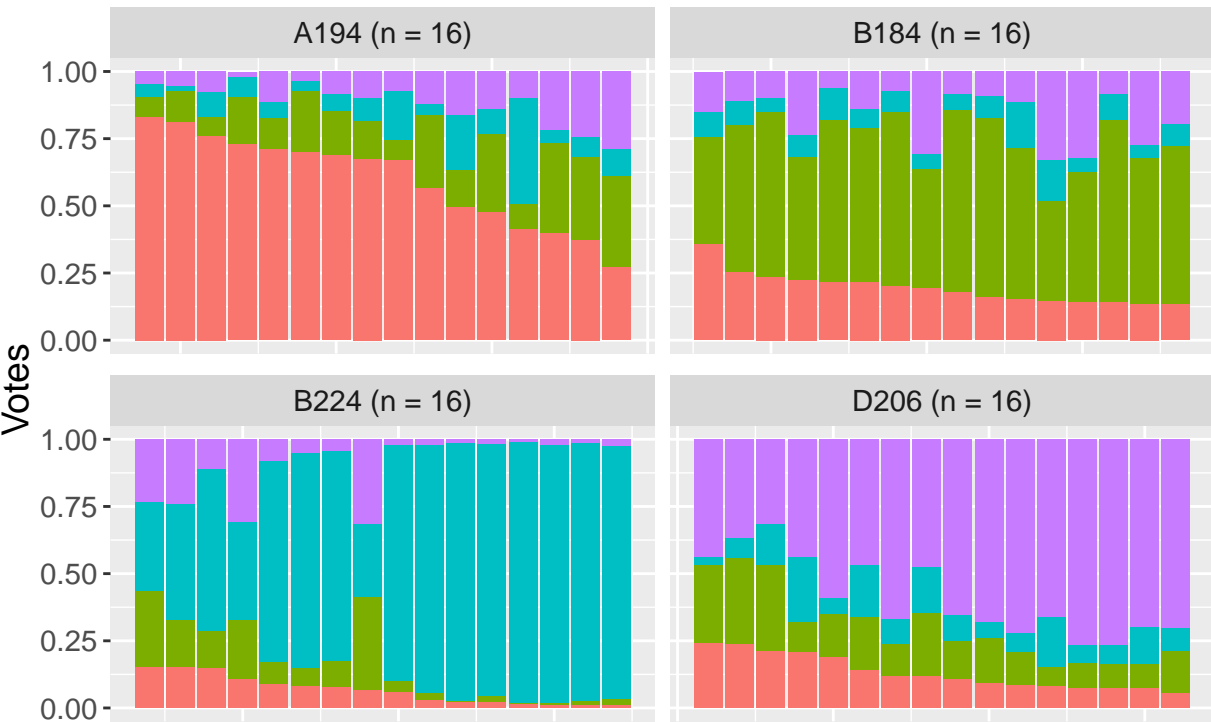 A194 (n = 16)
B184 (n = 16)
1.00
0.75
0.50
0.25
0.00
Votes
B224 (n = 16)
D206 (n = 16)
1.00
0.75
0.50
0.25
0.00